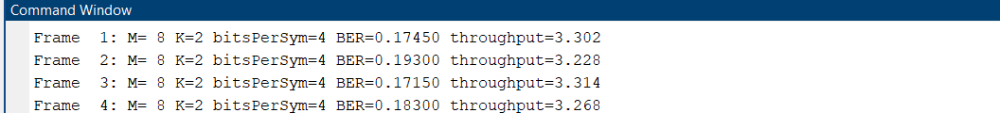 Command Window
Frame  1: M= 8 K=2 bitsPerSym=4 BER=0.17450 throughput=3.302
Frame  2: M= 8 K=2 bitsPerSym=4 BER=0.19300 throughput=3.228
Frame  3: M= 8 K=2 bitsPerSym=4 BER=0.17150 throughput=3.314
Frame  4: M= 8 K=2 bitsPerSym=4 BER=0.18300 throughput=3.268